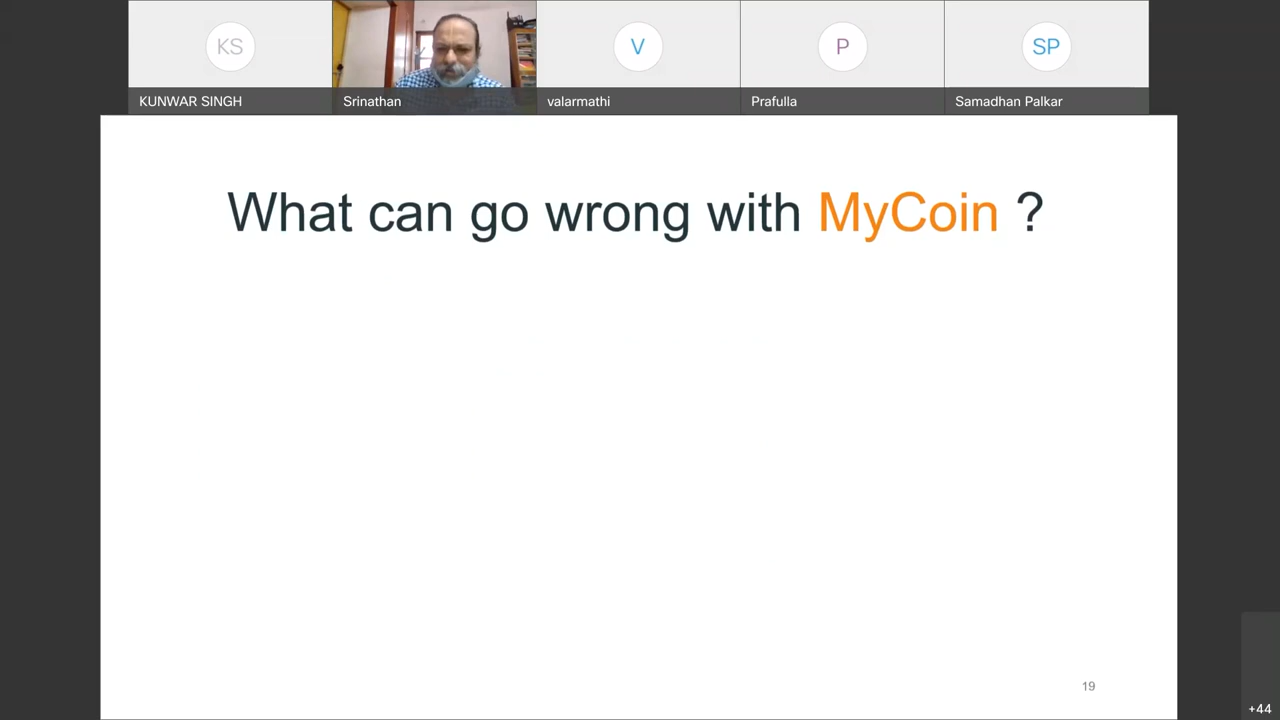 KS
V
P
SP
KUNWAR SINGH
Srinathan
valarmathi
Prafulla
Samadhan Palkar
What can go wrong with MyCoin ?
19
+44